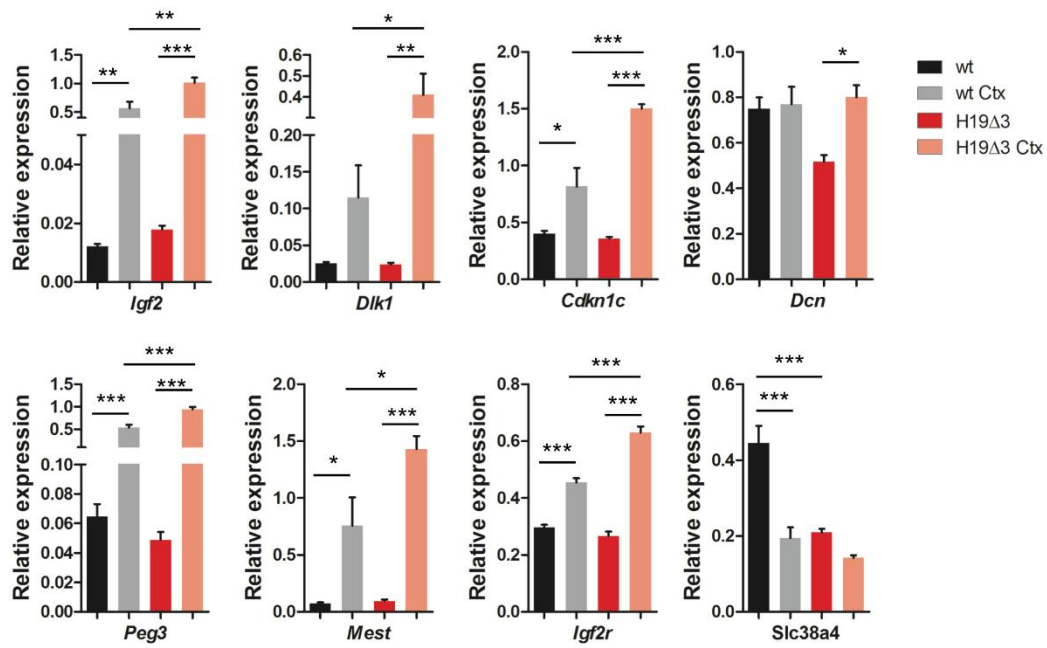 ** * *** *
** *** ** *** * ***
Relative expression 1.5 1.0 0.5 0.04 0.02 0.00 Igf2
Relative expression 0.6 0.5 0.4 0.3 0.15 0.10 0.05 0.00 Dlk1
Relative expression 2.0 1.5 1.0 0.5 0.0 Cdkn1c
Relative expression 1.0 0.8 0.6 0.4 0.2 0.0 Dcn
wt
wt Ctx
H19Δ3
H19Δ3 Ctx
*** * *** ***
*** *** * *** *** *** ***
Relative expression 1.5 1.0 0.5 0.10 0.08 0.06 0.04 0.02 0.00 Peg3
Relative expression 2.0 1.5 1.0 0.5 0.0 Mest
Relative expression 0.8 0.6 0.4 0.2 0.0 Igf2r
Relative expression 0.6 0.4 0.2 0.0 Slc38a4